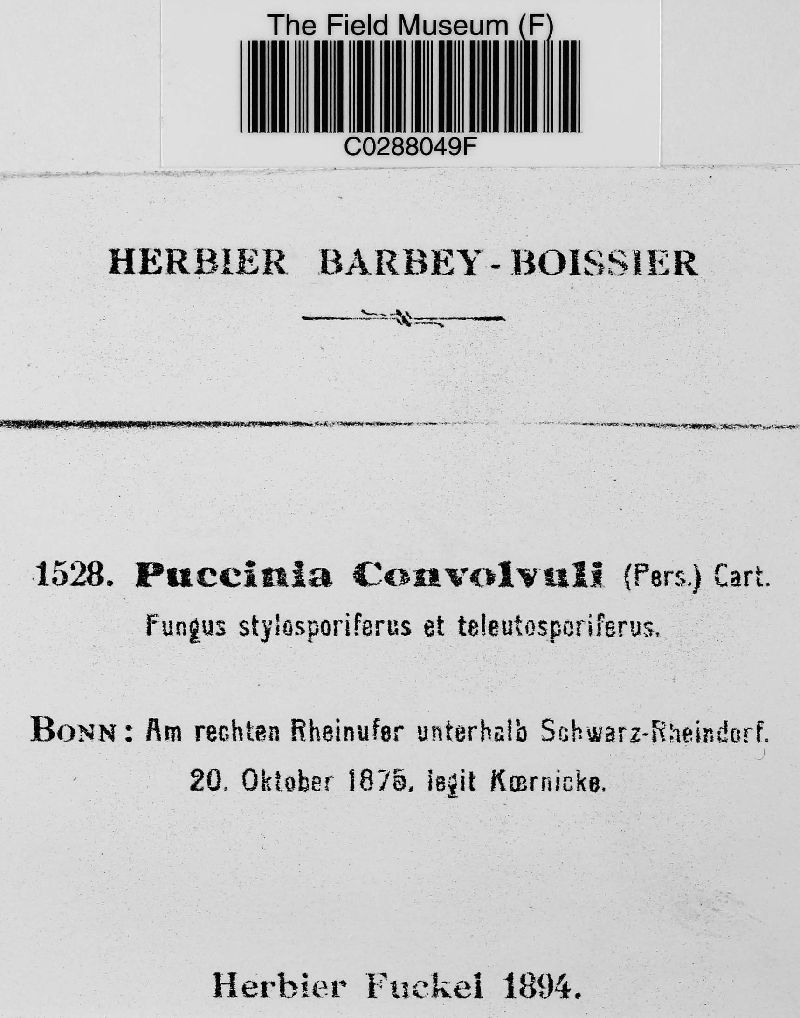 The Field Museum (F)
C0288049F
HERBIER BARBEY-BOISSIER
1528. Puccinia Convolvuli (Pers.) Cart.
Fungus stylosporiferus et teleutosporiferus.
BONN: Am rechten Rheinufer unterhalb Schwarz-Rheindorf.
20. Oktober 1875. legit Kœrnicke.
Herbier Fuckel 1894.